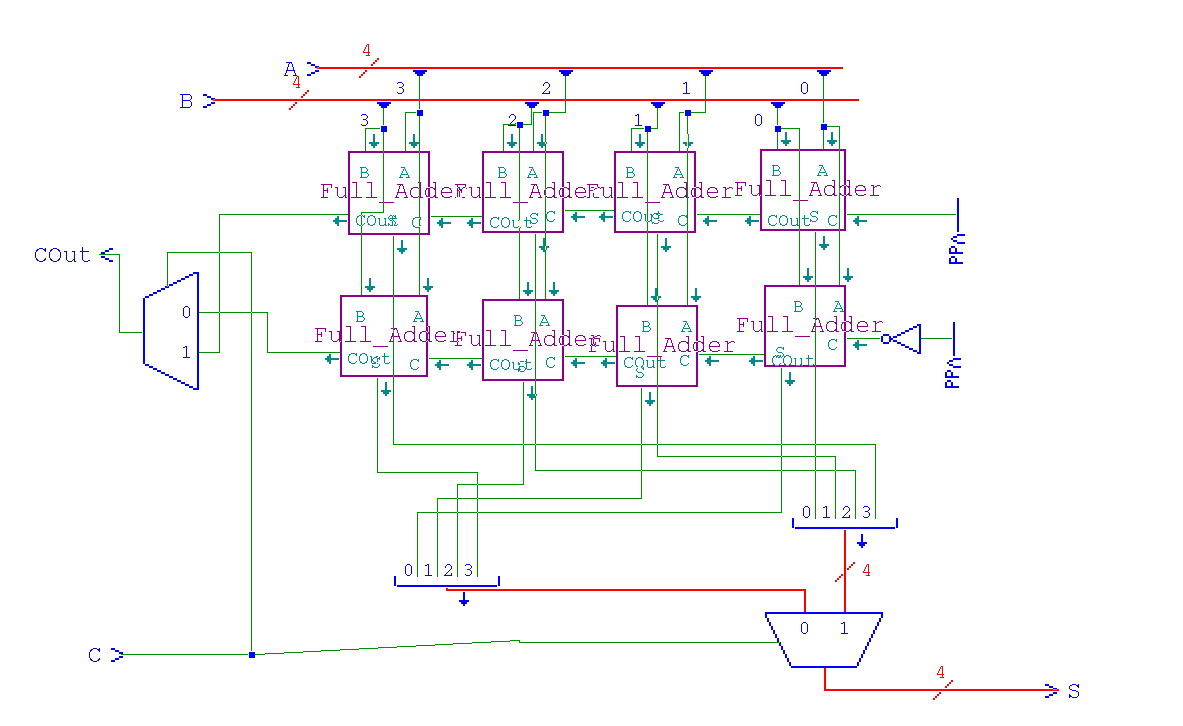 4
A
4
3 2 1 0
B
3 2 1 0
B A B A B A B A
Full_Adder Full_Adder Full_Adder Full_Adder
COut S C COut S C COut S C COut S C
COut
Vdd
0
1
B A B A B A B A
Full_Adder Full_Adder Full_Adder Full_Adder
COut S C COut S C COut S C S COut C
Vdd
0 1 2 3
4
0 1 2 3
0 1
C
4
S